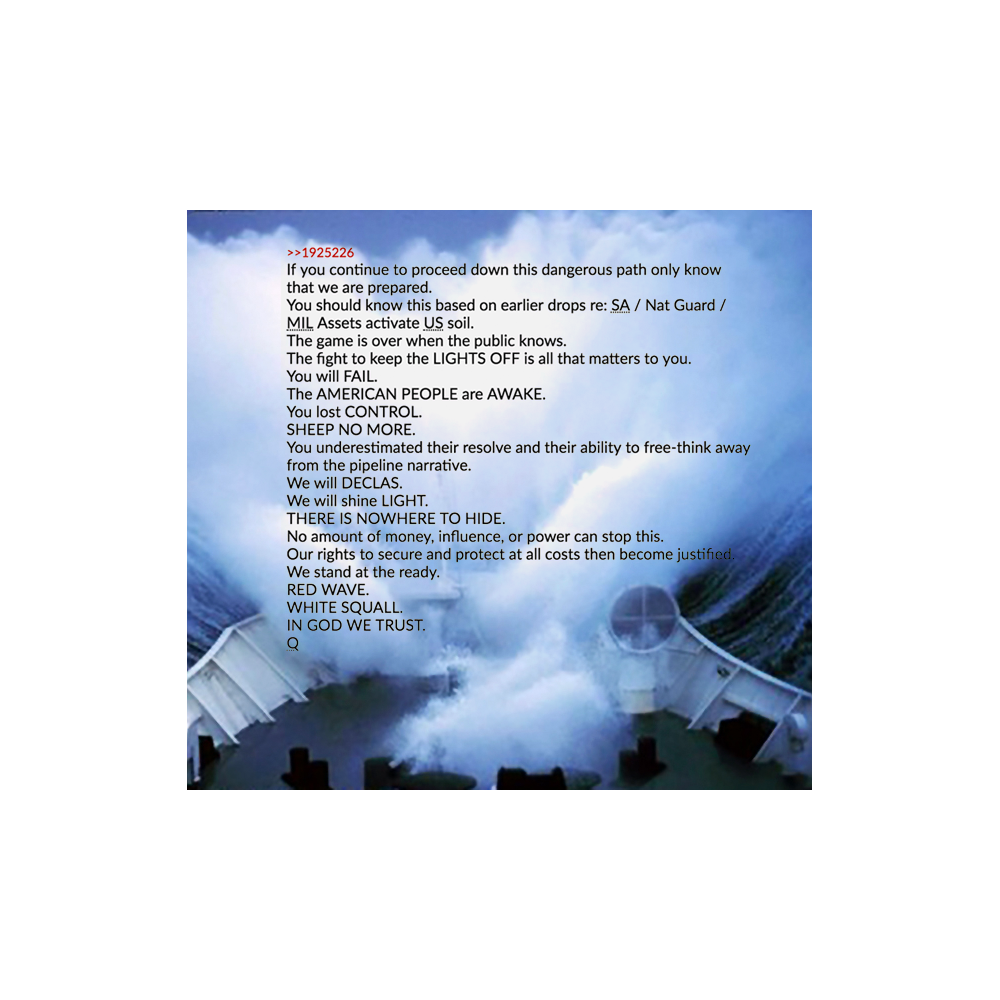 >>1925226
If you continue to proceed down this dangerous path only know
that we are prepared.
You should know this based on earlier drops re: SA / Nat Guard /
MIL Assets activate US soil.
The game is over when the public knows.
The fight to keep the LIGHTS OFF is all that matters to you.
You will FAIL.
The AMERICAN PEOPLE are AWAKE.
You lost CONTROL.
SHEEP NO MORE.
You underestimated their resolve and their ability to free-think away
from the pipeline narrative.
We will DECLAS.
We will shine LIGHT.
THERE IS NOWHERE TO HIDE.
No amount of money, influence, or power can stop this.
Our rights to secure and protect at all costs then become justified.
We stand at the ready.
RED WAVE.
WHITE SQUALL.
IN GOD WE TRUST.
Q